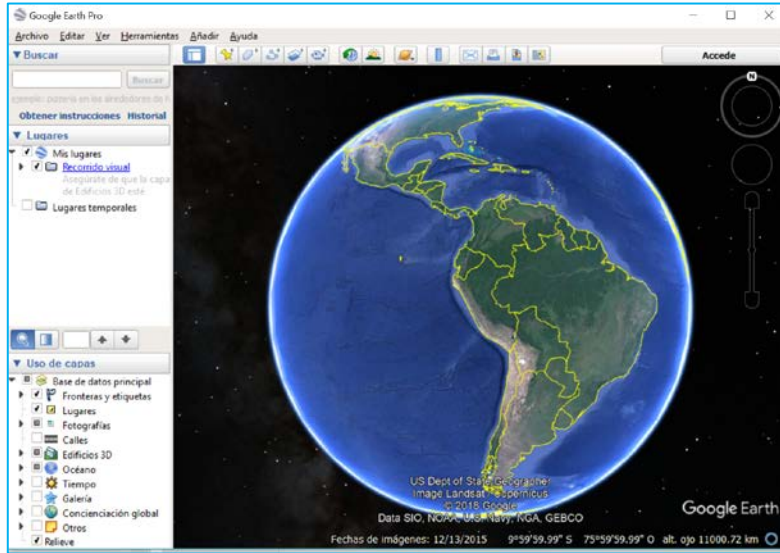 Google Earth Pro
Archivo Editar Ver Herramientas Añadir Ayuda
Buscar
Buscar
Obtener instrucciones Historial
Lugares
Mis lugares
Recorrido visual
Asegúrate de que la capa
de Edificios 3D esté
Lugares temporales
Uso de capas
Base de datos principal
Fronteras y etiquetas
Lugares
Fotografías
Calles
Edificios 3D
Océano
Tiempo
Galería
Concienciación global
Otros
Relieve
Accede
N
US Dept of State Geographer
Image Landsat / Copernicus
© 2018 Google
Data SIO, NOAA, U.S. Navy, NGA, GEBCO
Google Earth
Fechas de imágenes: 12/13/2015 9°59'59.99" S 75°59'59.99" O alt. ojo 11000.72 km